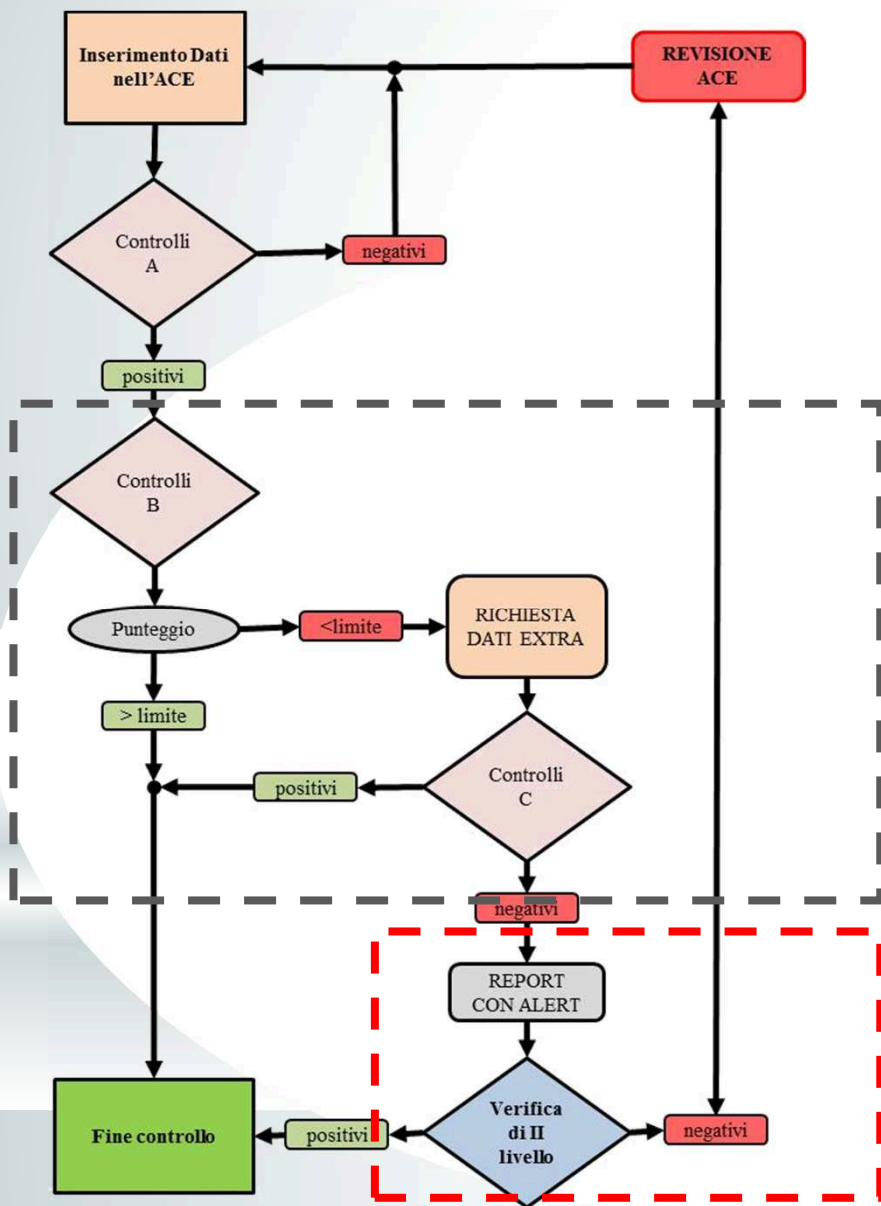 Inserimento Dati
nell'ACE
REVISIONE
ACE
Controlli
A
negativi
positivi
Controlli
B
Punteggio
<limite
RICHIESTA
DATI EXTRA
> limite
positivi
Controlli
C
negativi
REPORT
CON ALERT
Fine controllo
positivi
Verifica
di II
livello
negativi